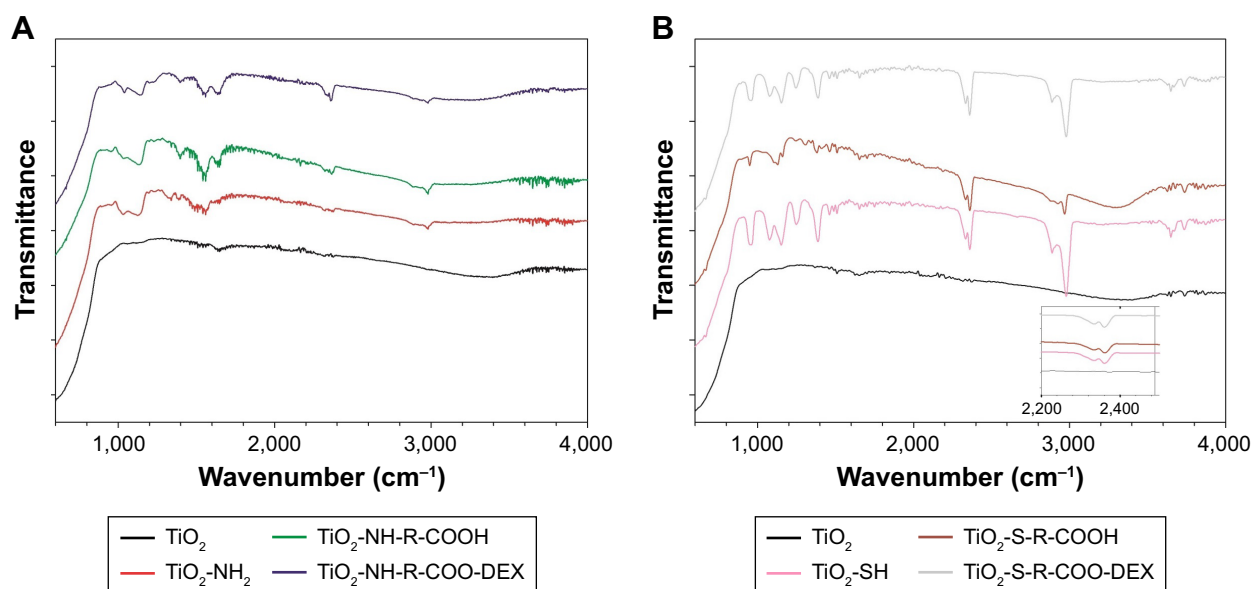 A
Transmittance
1,000 2,000 3,000 4,000
Wavenumber (cm⁻¹)
TiO₂ TiO₂-NH-R-COOH
TiO₂-NH₂ TiO₂-NH-R-COO-DEX
B
Transmittance
2,200 2,400
1,000 2,000 3,000 4,000
Wavenumber (cm⁻¹)
TiO₂ TiO₂-S-R-COOH
TiO₂-SH TiO₂-S-R-COO-DEX